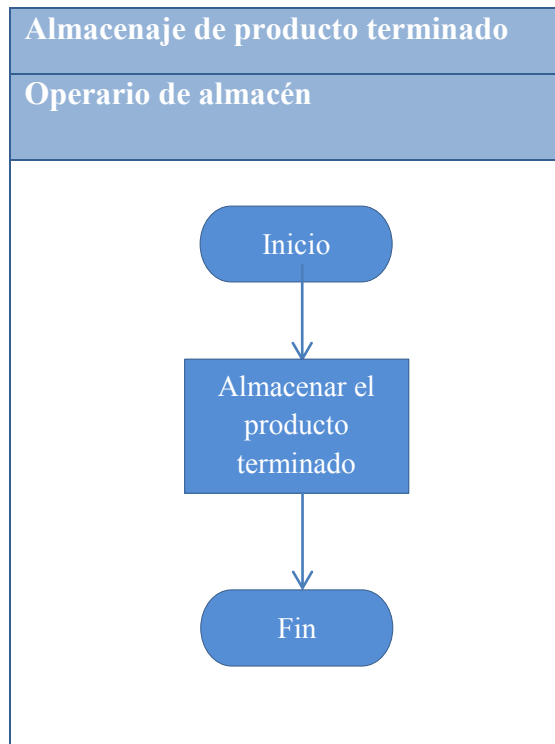 Almacenaje de producto terminado
Operario de almacén
Inicio
Almacenar el
producto
terminado
Fin